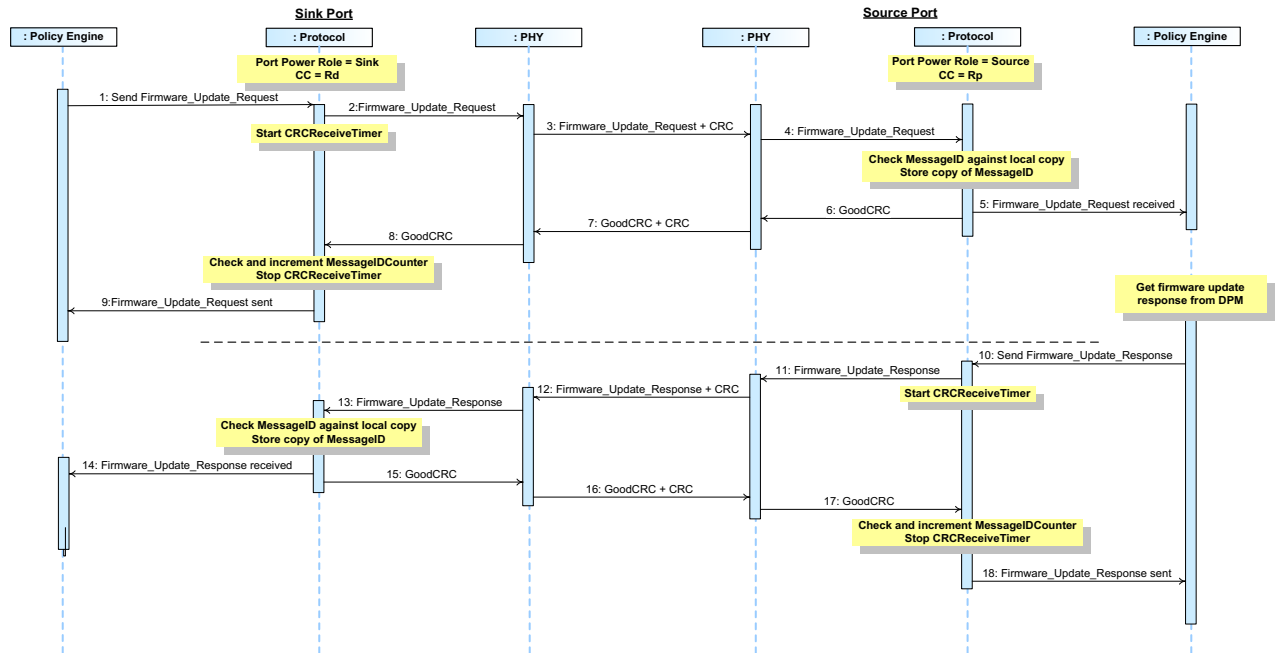 Sink Port
Source Port
: Policy Engine
: Protocol
: PHY
: PHY
: Protocol
: Policy Engine
Port Power Role = Sink
CC = Rd
Port Power Role = Source
CC = Rp
1: Send Firmware_Update_Request
2:Firmware_Update_Request
Start CRCReceiveTimer
3: Firmware_Update_Request + CRC
4: Firmware_Update_Request
Check MessageID against local copy
Store copy of MessageID
5: Firmware_Update_Request received
6: GoodCRC
7: GoodCRC + CRC
8: GoodCRC
Check and increment MessageIDCounter
Stop CRCReceiveTimer
9:Firmware_Update_Request sent
Get firmware update
response from DPM
10: Send Firmware_Update_Response
11: Firmware_Update_Response
Start CRCReceiveTimer
12: Firmware_Update_Response + CRC
13: Firmware_Update_Response
Check MessageID against local copy
Store copy of MessageID
14: Firmware_Update_Response received
15: GoodCRC
16: GoodCRC + CRC
17: GoodCRC
Check and increment MessageIDCounter
Stop CRCReceiveTimer
18: Firmware_Update_Response sent